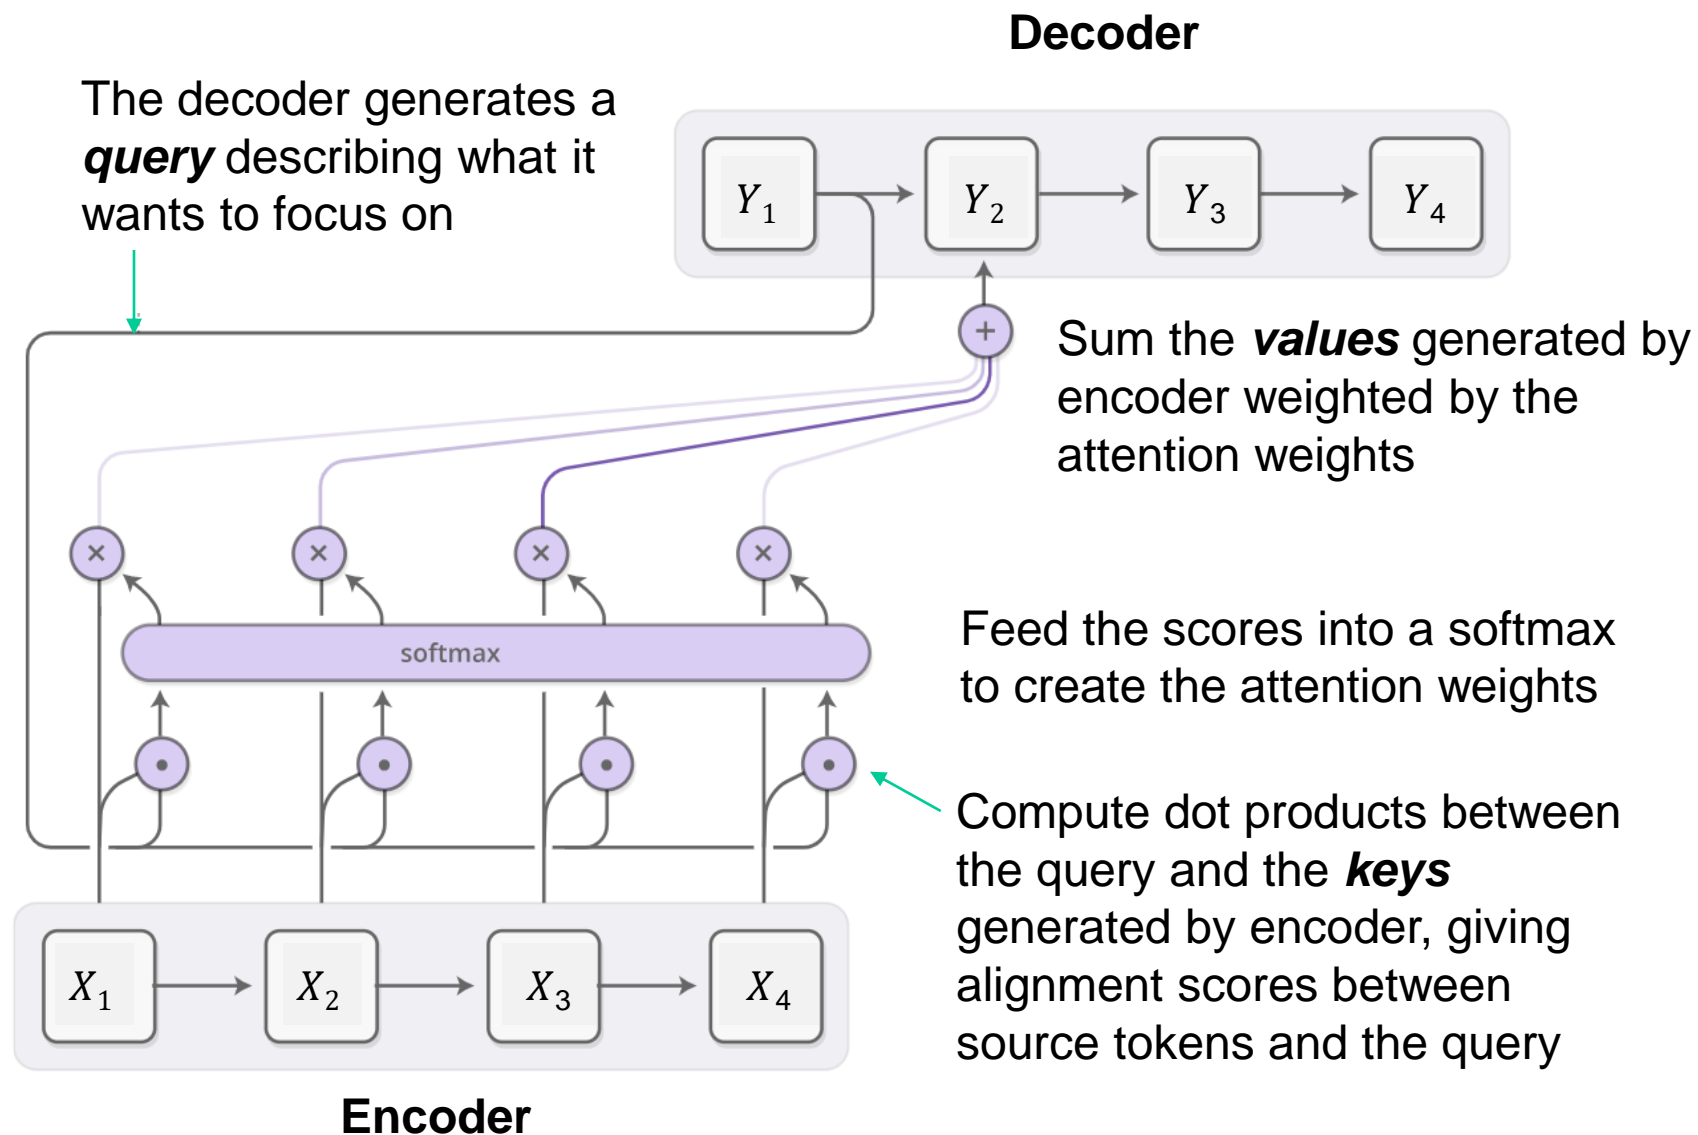 Decoder
The decoder generates a
query describing what it
wants to focus on
Y₁ Y₂ Y₃ Y₄
+
Sum the values generated by
encoder weighted by the
attention weights
× × × ×
softmax
Feed the scores into a softmax
to create the attention weights
• • • •
Compute dot products between
the query and the keys
generated by encoder, giving
alignment scores between
source tokens and the query
X₁ X₂ X₃ X₄
Encoder